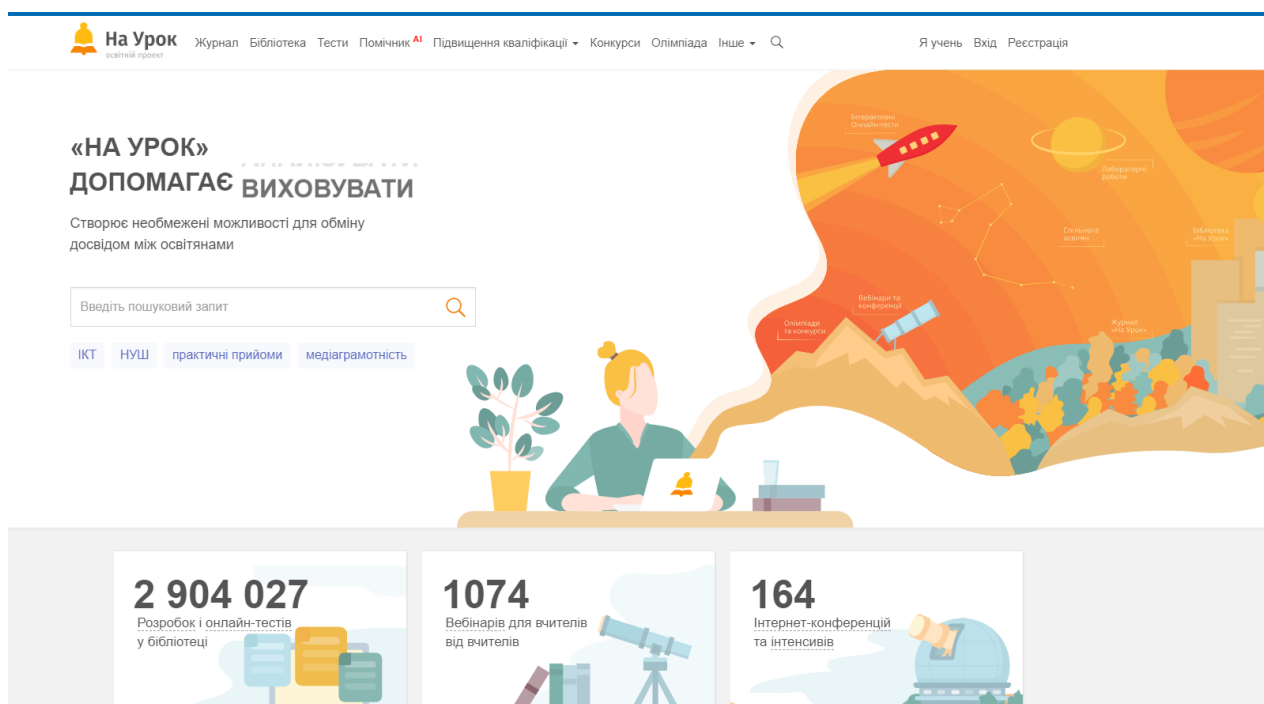 На Урок
освітній проект
Журнал Бібліотека Тести Помічник AI Підвищення кваліфікації Конкурси Олімпіада Інше
Я учень Вхід Реєстрація
«НА УРОК»
ДОПОМАГАЄ ВИХОВУВАТИ
Створює необмежені можливості для обміну
досвідом між освітянами
Введіть пошуковий запит
ІКТ НУШ практичні прийоми медіаграмотність
Інтерактивні
Онлайн-тести
Лабораторні
роботи
Спільнота
освітян
Бібліотека
«На Урок»
Вебінари та
конференції
Олімпіади
та конкурси
Журнал
«На Урок»
2 904 027
Розробок і онлайн-тестів
у бібліотеці
1074
Вебінарів для вчителів
від вчителів
164
Інтернет-конференцій
та інтенсивів